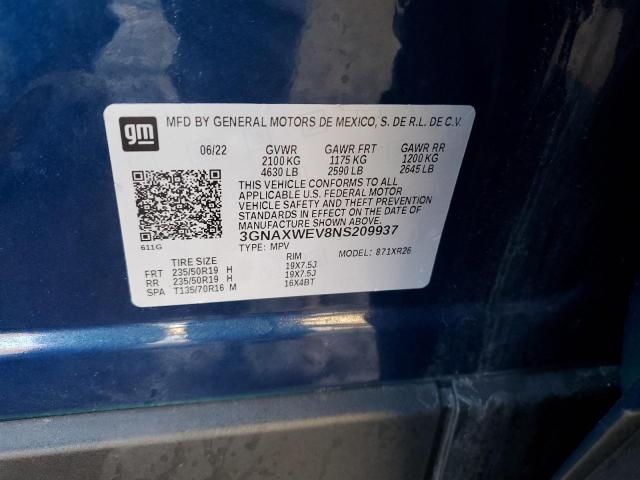 gm
MFD BY GENERAL MOTORS DE MEXICO, S. DE R.L. DE C.V.
06/22 GVWR GAWR FRT GAWR RR
2100 KG 1175 KG 1200 KG
4630 LB 2590 LB 2645 LB
THIS VEHICLE CONFORMS TO ALL
APPLICABLE U.S. FEDERAL MOTOR
VEHICLE SAFETY AND THEFT PREVENTION
STANDARDS IN EFFECT ON THE DATE OF
MANUFACTURE SHOWN ABOVE.
3GNAXWEV8NS209937
611G TYPE: MPV MODEL: 871XR26
TIRE SIZE RIM
FRT 235/50R19 H 19X7.5J
RR 235/50R19 H 19X7.5J
SPA T135/70R16 M 16X4BT